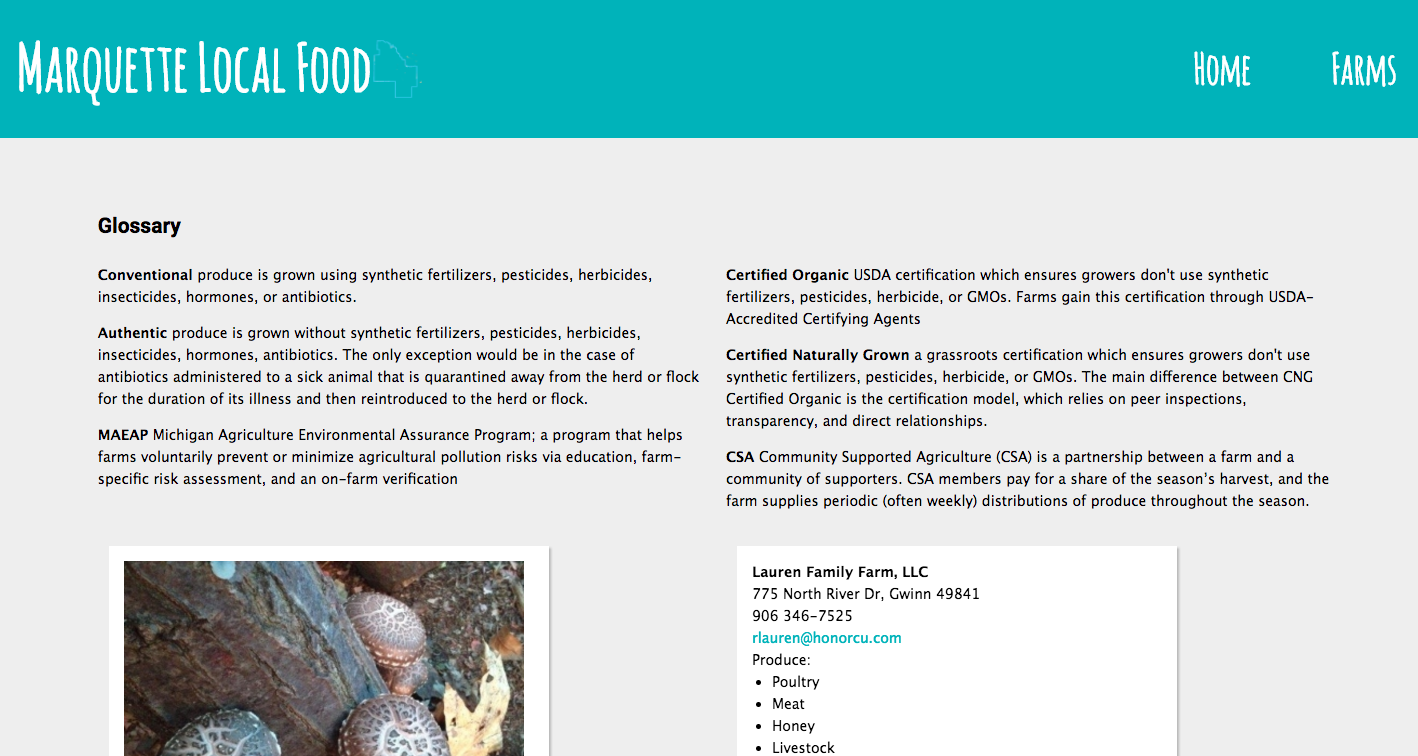 Marquette Local Food
Home
Farms
Glossary
Conventional produce is grown using synthetic fertilizers, pesticides, herbicides,
insecticides, hormones, or antibiotics.
Authentic produce is grown without synthetic fertilizers, pesticides, herbicides,
insecticides, hormones, antibiotics. The only exception would be in the case of
antibiotics administered to a sick animal that is quarantined away from the herd or flock
for the duration of its illness and then reintroduced to the herd or flock.
MAEAP Michigan Agriculture Environmental Assurance Program; a program that helps
farms voluntarily prevent or minimize agricultural pollution risks via education, farm-
specific risk assessment, and an on-farm verification
Certified Organic USDA certification which ensures growers don't use synthetic
fertilizers, pesticides, herbicide, or GMOs. Farms gain this certification through USDA-
Accredited Certifying Agents
Certified Naturally Grown a grassroots certification which ensures growers don't use
synthetic fertilizers, pesticides, herbicide, or GMOs. The main difference between CNG
Certified Organic is the certification model, which relies on peer inspections,
transparency, and direct relationships.
CSA Community Supported Agriculture (CSA) is a partnership between a farm and a
community of supporters. CSA members pay for a share of the season’s harvest, and the
farm supplies periodic (often weekly) distributions of produce throughout the season.
Lauren Family Farm, LLC
775 North River Dr, Gwinn 49841
906 346-7525
rlauren@honorcu.com
Produce:
• Poultry
• Meat
• Honey
• Livestock